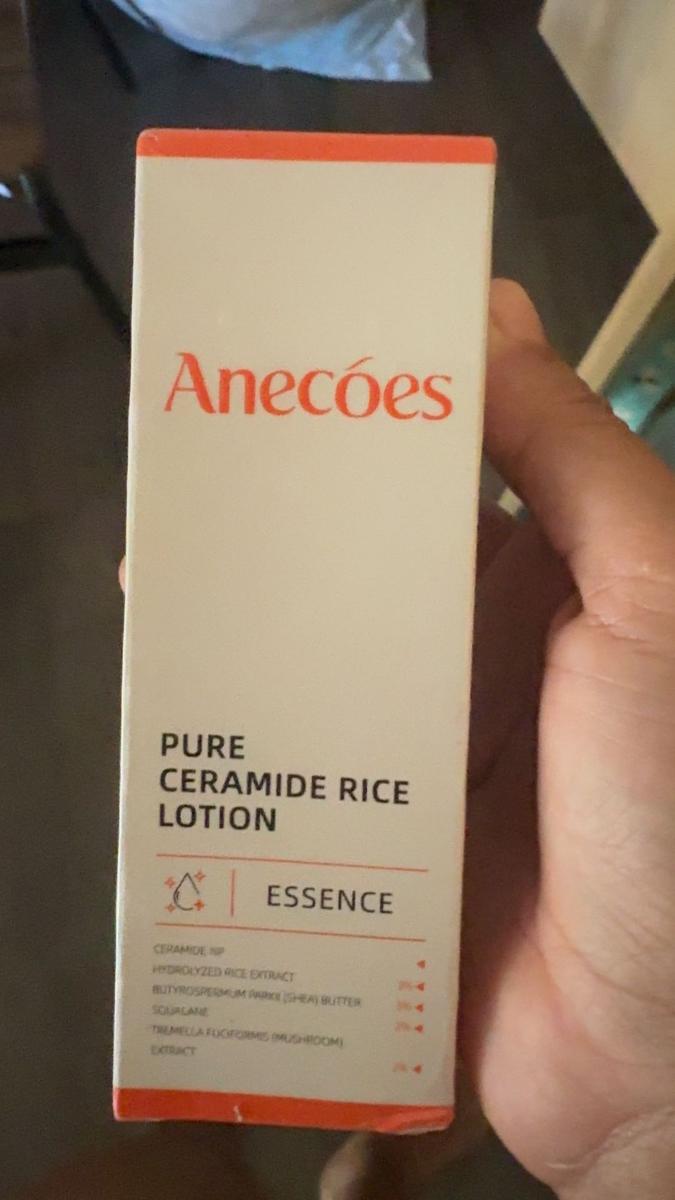 Anecóes
PURE
CERAMIDE RICE
LOTION
ESSENCE
CERAMIDE NP
HYDROLYZED RICE EXTRACT
BUTYROSPERMUM PARKII (SHEA) BUTTER
SQUALANE
TREMELLA FUCIFORMIS (MUSHROOM)
EXTRACT